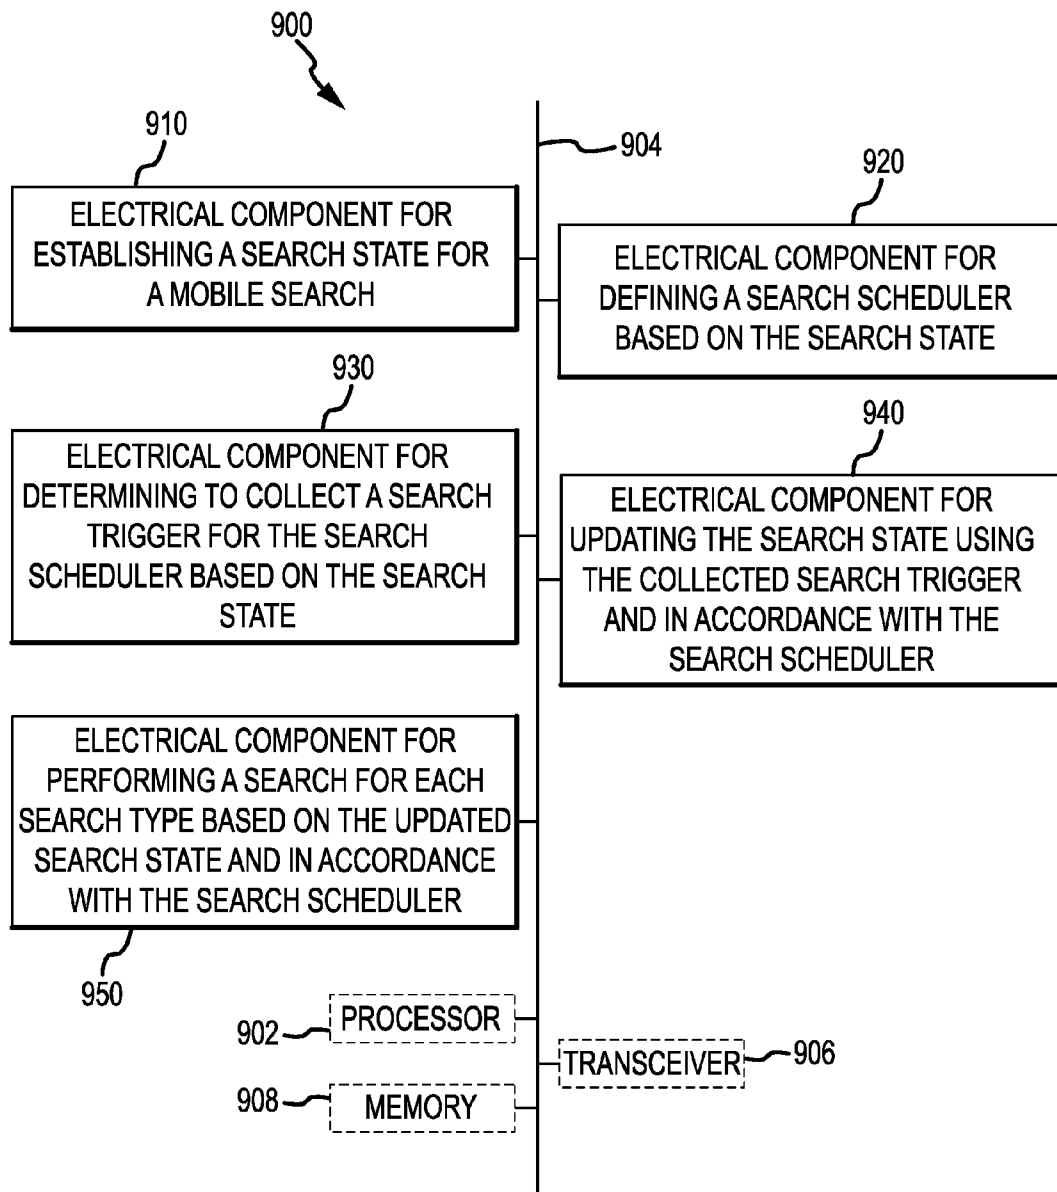 900
904
910
ELECTRICAL COMPONENT FOR
ESTABLISHING A SEARCH STATE FOR
A MOBILE SEARCH
920
ELECTRICAL COMPONENT FOR
DEFINING A SEARCH SCHEDULER
BASED ON THE SEARCH STATE
930
ELECTRICAL COMPONENT FOR
DETERMINING TO COLLECT A SEARCH
TRIGGER FOR THE SEARCH
SCHEDULER BASED ON THE SEARCH
STATE
940
ELECTRICAL COMPONENT FOR
UPDATING THE SEARCH STATE USING
THE COLLECTED SEARCH TRIGGER
AND IN ACCORDANCE WITH THE
SEARCH SCHEDULER
ELECTRICAL COMPONENT FOR
PERFORMING A SEARCH FOR EACH
SEARCH TYPE BASED ON THE UPDATED
SEARCH STATE AND IN ACCORDANCE
WITH THE SEARCH SCHEDULER
950
PROCESSOR
902
TRANSCEIVER
906
908
MEMORY